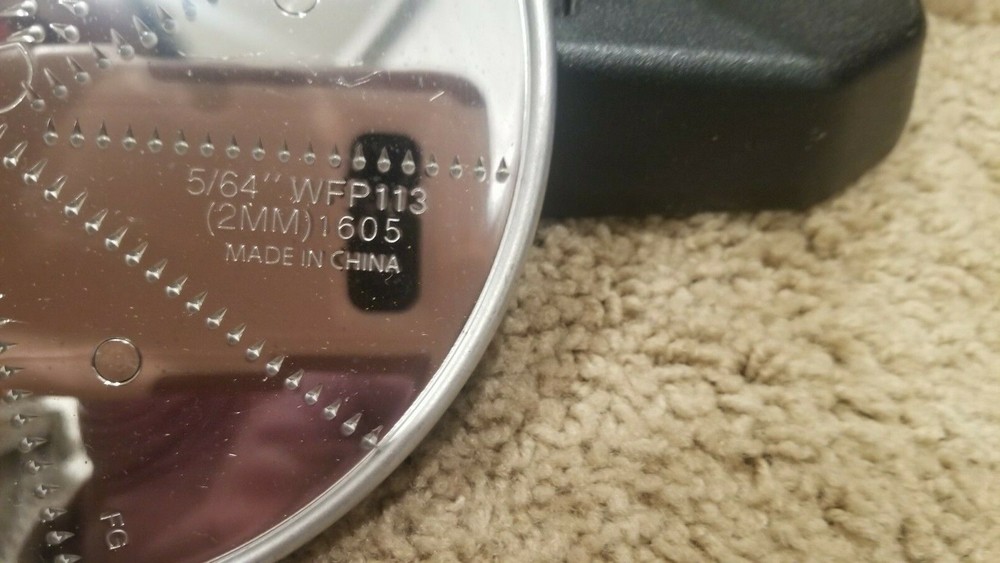 5/64″ WFP113
(2MM)1605
MADE IN CHINA
FG